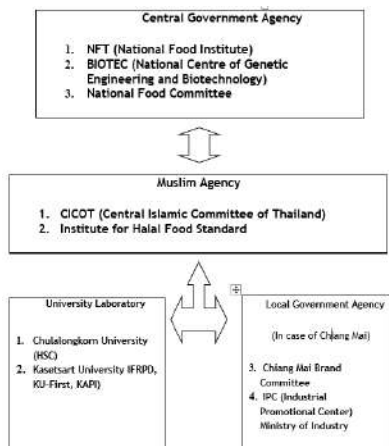 Central Government Agency
1. NFT (National Food Institute)
2. BIOTEC (National Centre of Genetic
Engineering and Biotechnology)
3. National Food Committee
Muslim Agency
1. CICOT (Central Islamic Committee of Thailand)
2. Institute for Halal Food Standard
University Laboratory
1. Chulalongkorn University
(HSC)
2. Kasetsart University IFRPD,
KU-First, KAPI)
Local Government Agency
(In case of Chiang Mai)
3. Chiang Mai Brand
Committee
4. IPC (Industrial
Promotional Center)
Ministry of Industry